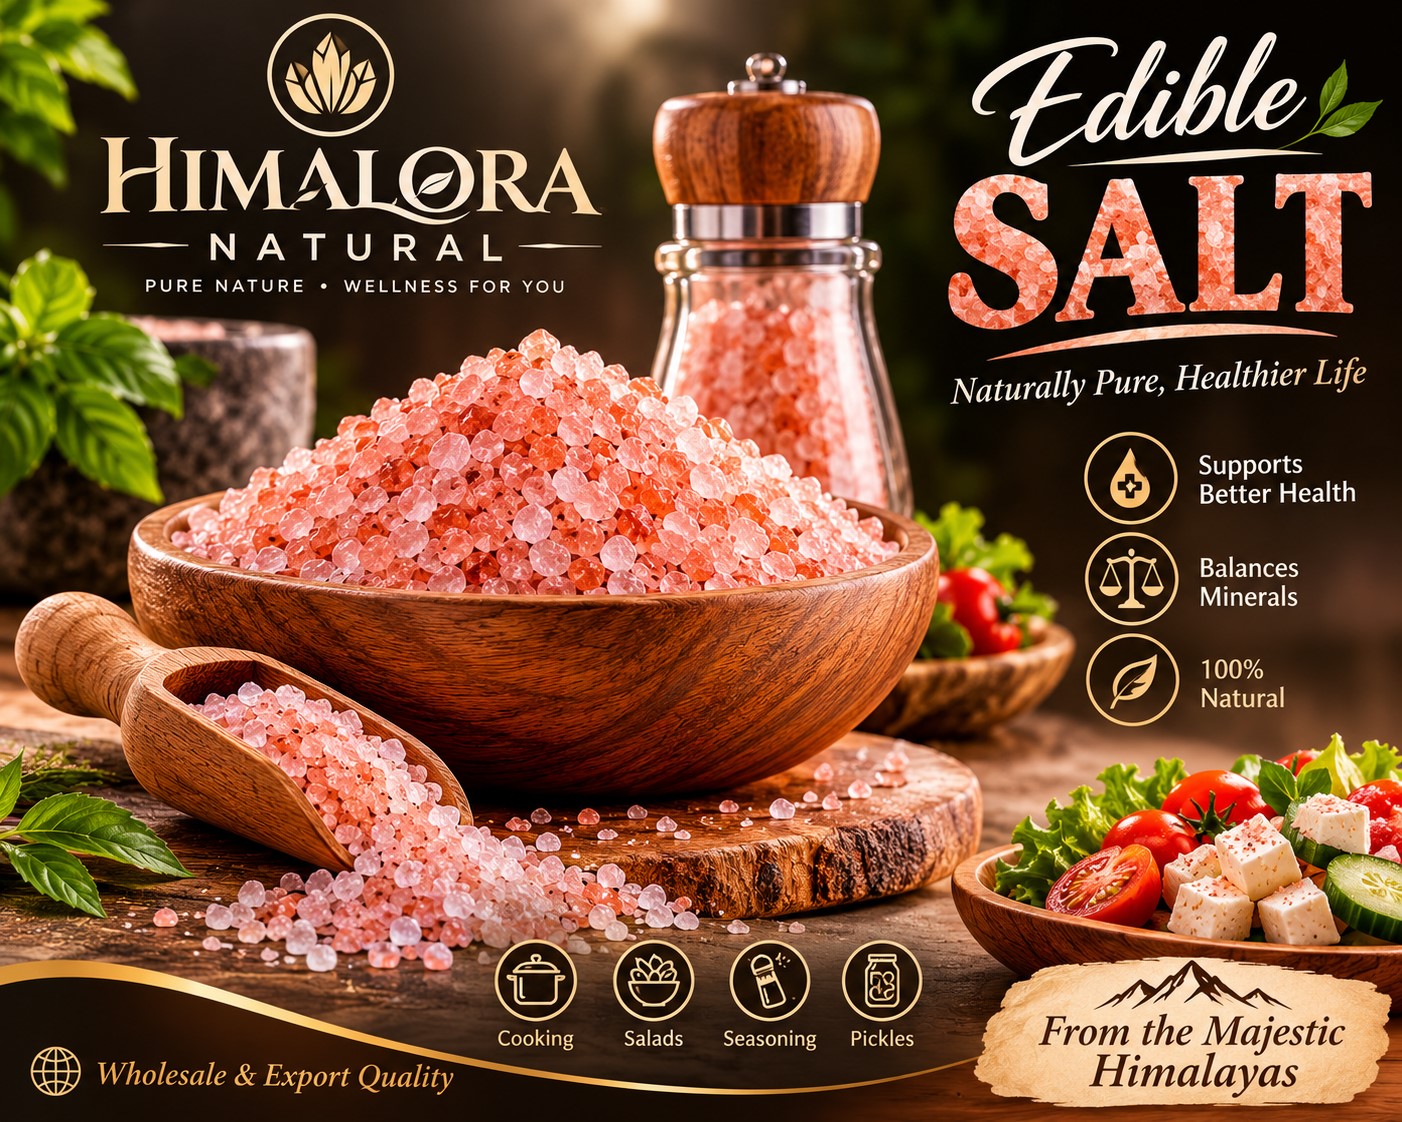 HIMALORA
NATURAL
PURE NATURE • WELLNESS FOR YOU
Edible
SALT
Naturally Pure, Healthier Life
Supports
Better Health
Balances
Minerals
100%
Natural
Cooking
Salads
Seasoning
Pickles
Wholesale & Export Quality
From the Majestic
Himalayas